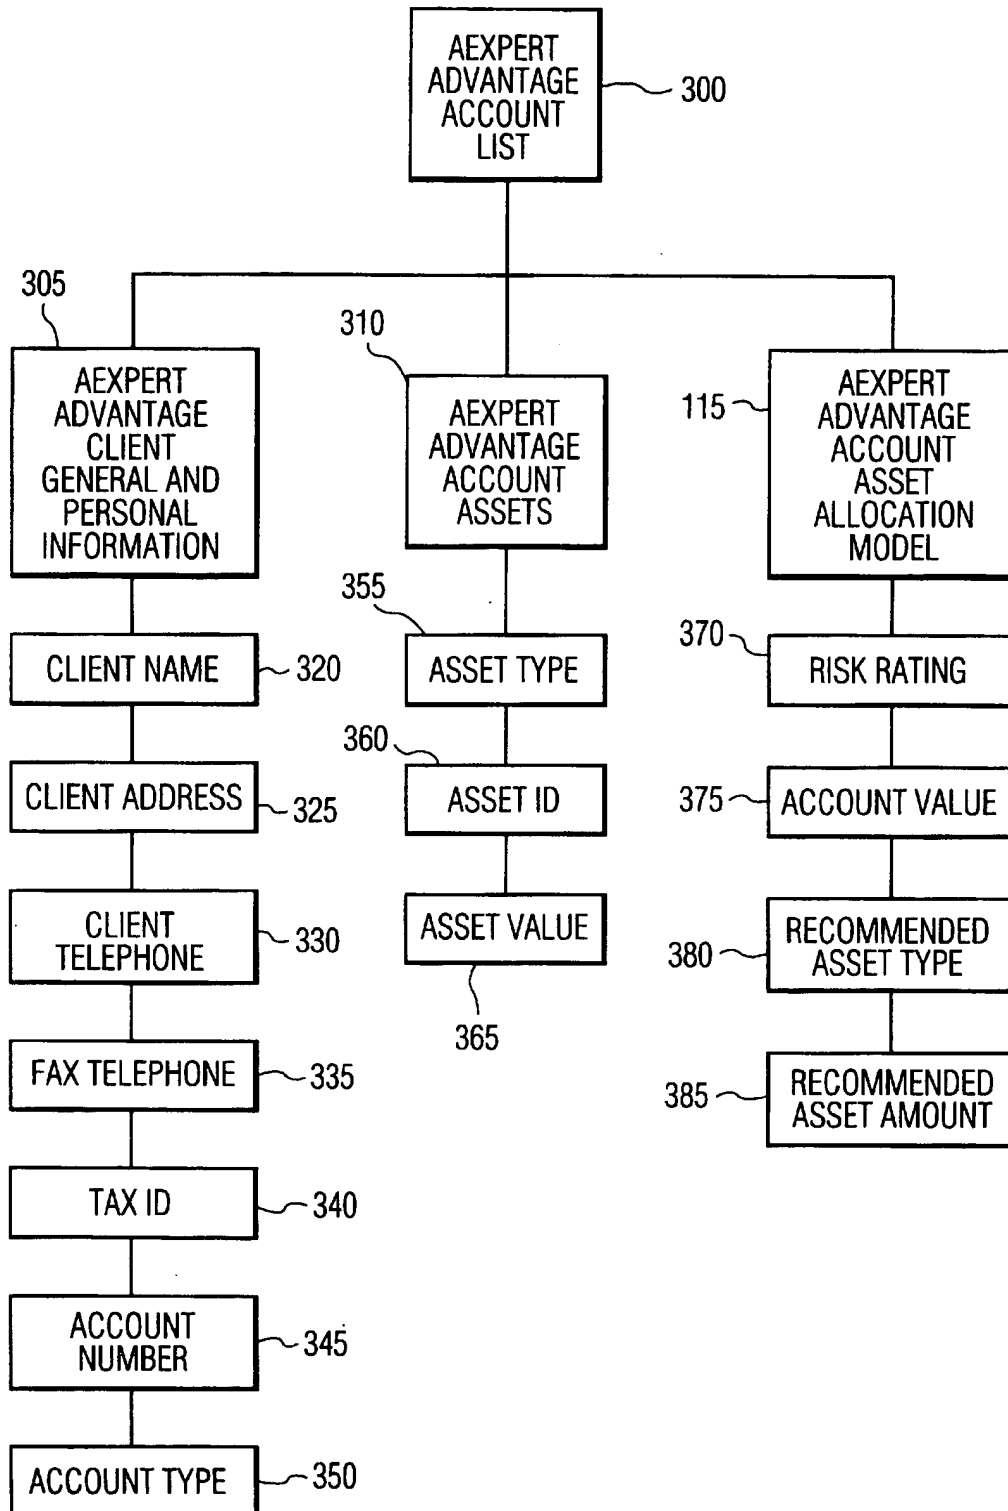 AEXPERT
ADVANTAGE
ACCOUNT
LIST
300
305
AEXPERT
ADVANTAGE
CLIENT
GENERAL AND
PERSONAL
INFORMATION
CLIENT NAME
320
CLIENT ADDRESS
325
CLIENT
TELEPHONE
330
FAX TELEPHONE
335
TAX ID
340
ACCOUNT
NUMBER
345
ACCOUNT TYPE
350
310
AEXPERT
ADVANTAGE
ACCOUNT
ASSETS
355
ASSET TYPE
360
ASSET ID
ASSET VALUE
365
115
AEXPERT
ADVANTAGE
ACCOUNT
ASSET
ALLOCATION
MODEL
370
RISK RATING
375
ACCOUNT VALUE
380
RECOMMENDED
ASSET TYPE
385
RECOMMENDED
ASSET AMOUNT